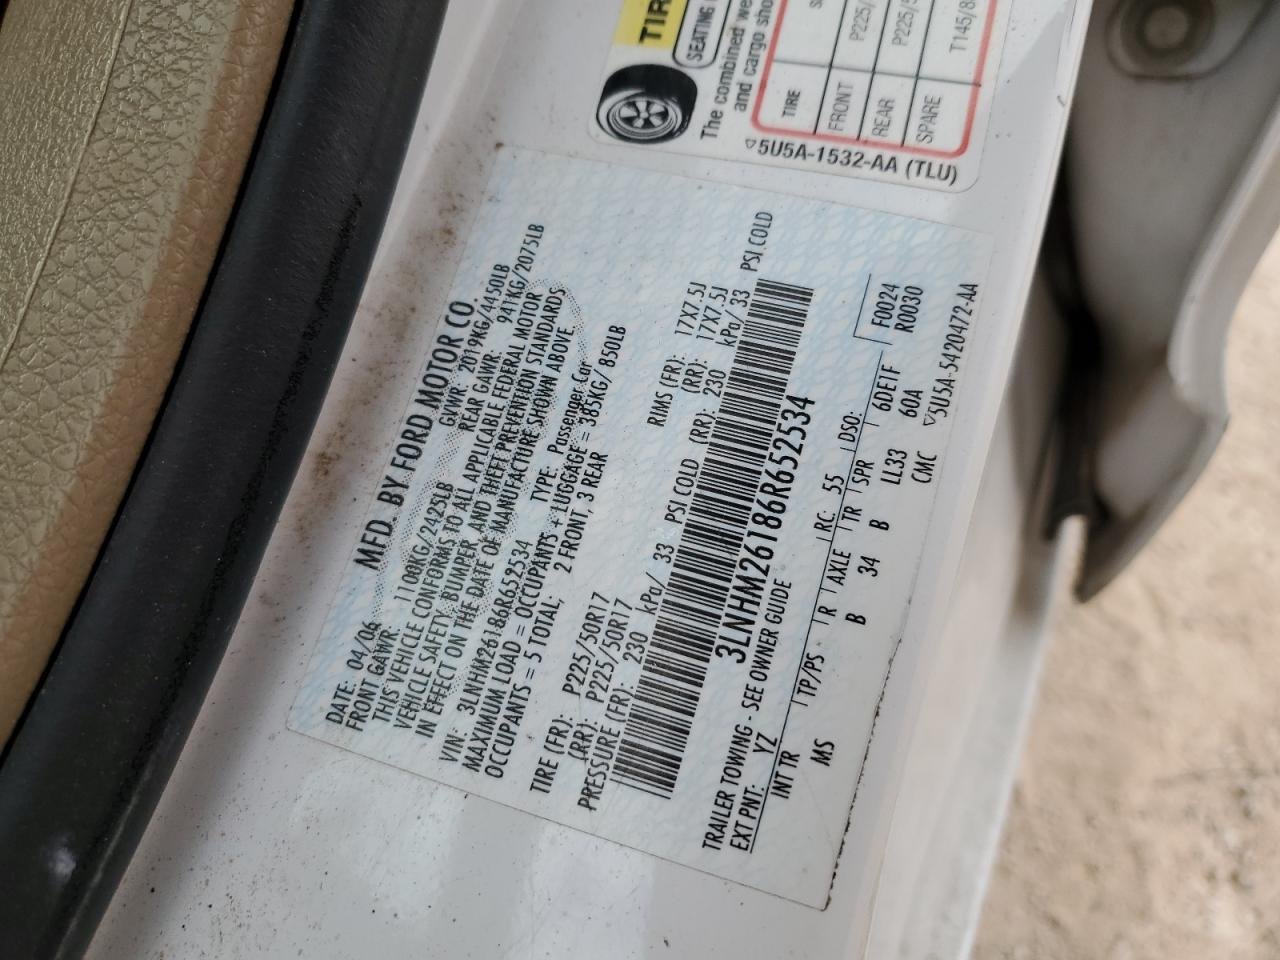 TIR
SEATING
The combined we
and cargo sho
TIRE
FRONT P225/
REAR P225/5
SPARE T145/8
5U5A-1532-AA (TLU)
MFD. BY FORD MOTOR CO.
DATE: 04/06 GVWR: 2019KG/4450LB
FRONT GAWR: 1100KG/2425LB REAR GAWR: 941KG/2075LB
THIS VEHICLE CONFORMS TO ALL APPLICABLE FEDERAL MOTOR
VEHICLE SAFETY, BUMPER, AND THEFT PREVENTION STANDARDS
IN EFFECT ON THE DATE OF MANUFACTURE SHOWN ABOVE.
VIN: 3LNHM26186R652534 TYPE: Passenger Car
MAXIMUM LOAD = OCCUPANTS + LUGGAGE = 385KG/ 850LB
OCCUPANTS = 5 TOTAL; 2 FRONT, 3 REAR
TIRE (FR): P225/50R17 RIMS (FR): 17X7.5J
(RR): P225/50R17 (RR): 17X7.5J
PRESSURE (FR): 230 kPa/ 33 PSI,COLD (RR): 230 kPa/ 33 PSI,COLD
3LNHM26186R652534
TRAILER TOWING - SEE OWNER GUIDE
EXT PNT: YZ RC: 55 DSO: F0024
INT TR TP/PS R AXLE TR SPR 6DETF R0030
MS B 34 B LL33 60A
CMC 5U5A-5420472-AA